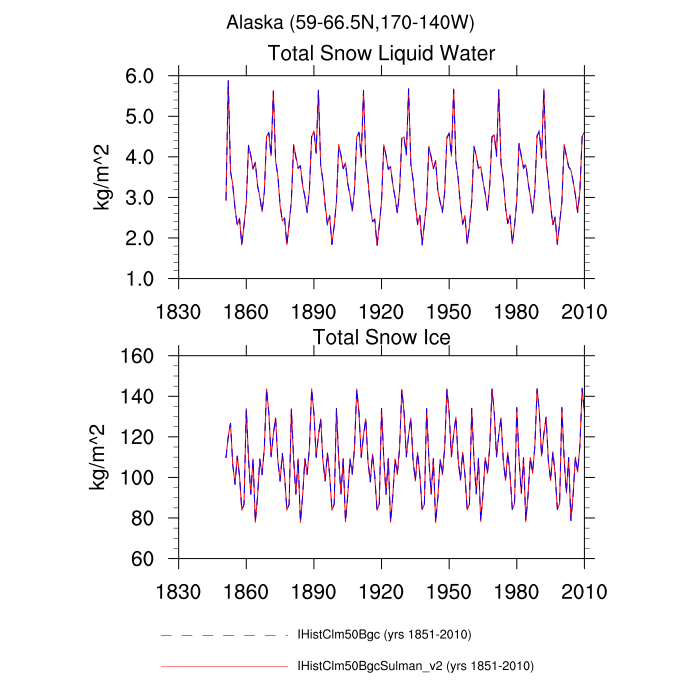 Alaska (59-66.5N,170-140W)
Total Snow Liquid Water
6.0
5.0
4.0
3.0
2.0
1.0
kg/m^2
1830 1860 1890 1920 1950 1980 2010
Total Snow Ice
160
140
120
100
80
60
kg/m^2
1830 1860 1890 1920 1950 1980 2010
IHistClm50Bgc (yrs 1851-2010)
IHistClm50BgcSulman_v2 (yrs 1851-2010)